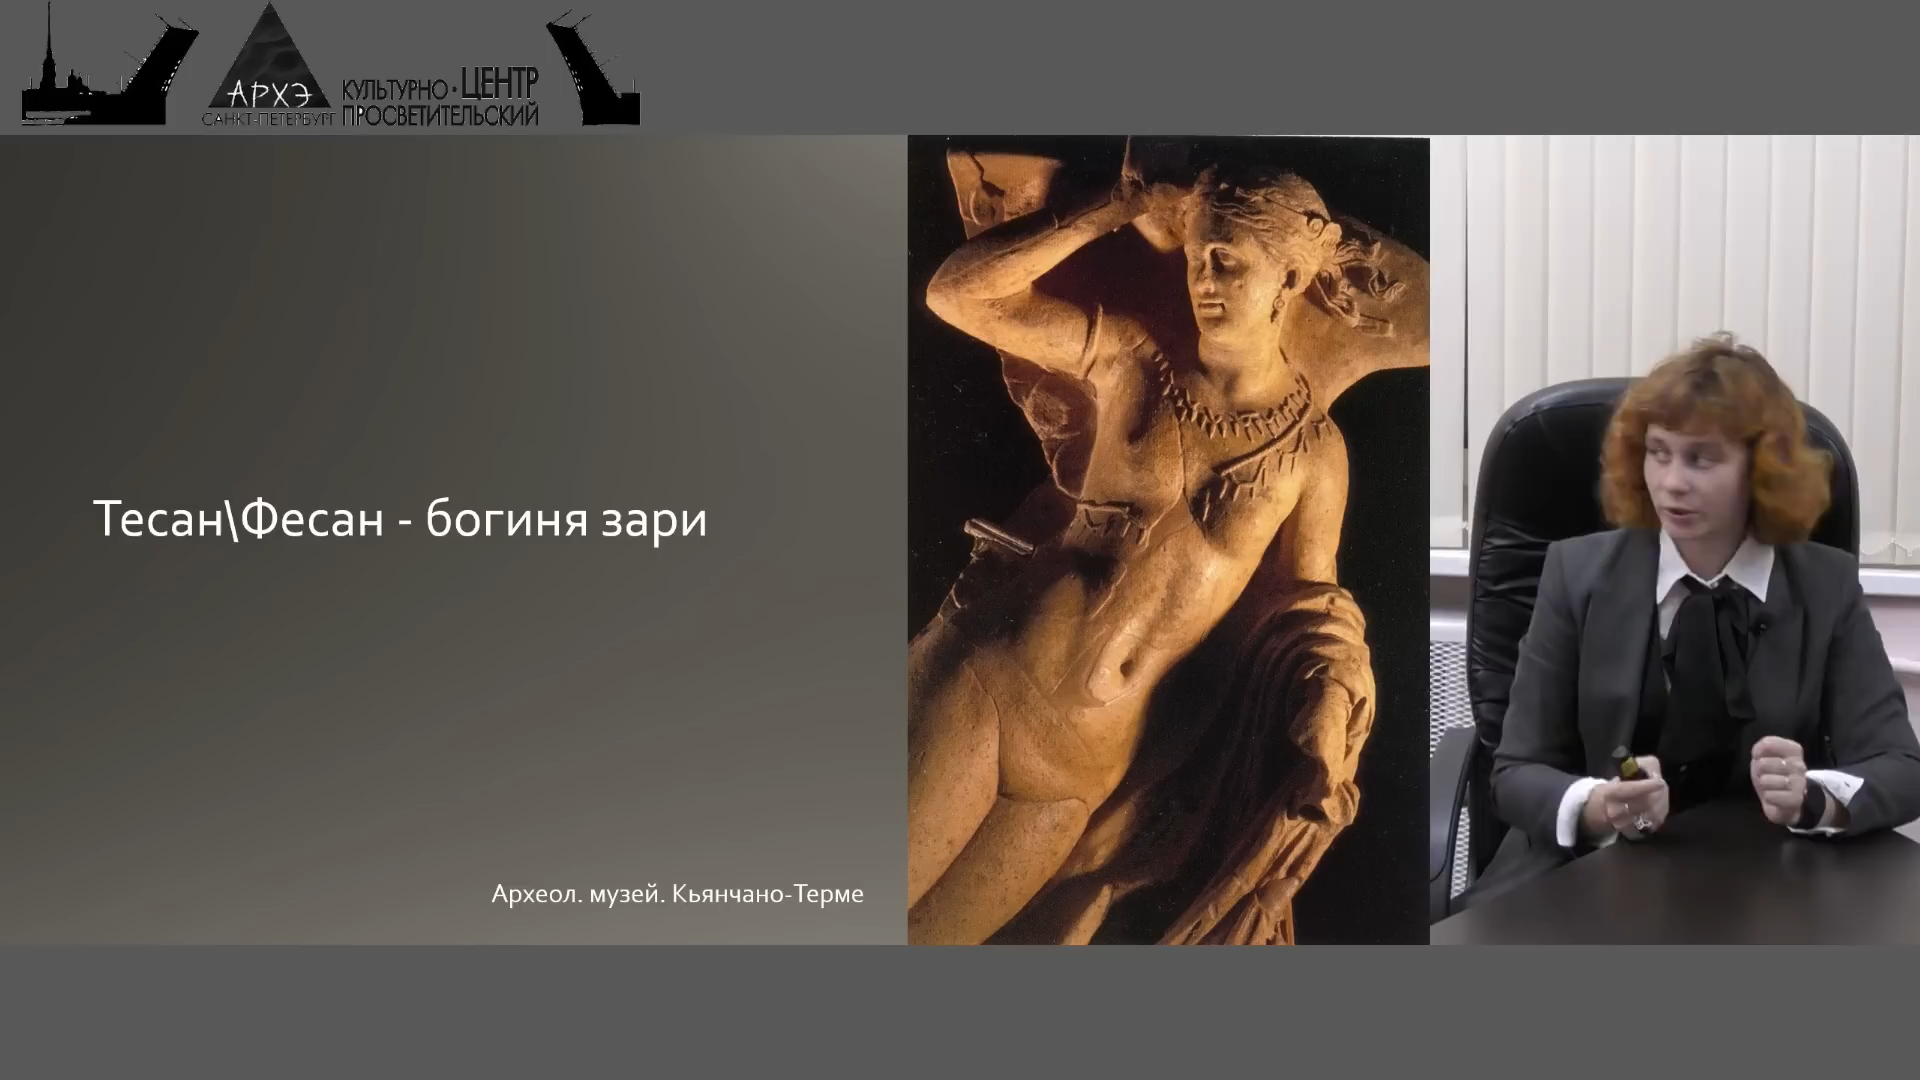 АРХЭ
САНКТ-ПЕТЕРБУРГ
КУЛЬТУРНО·ЦЕНТР
ПРОСВЕТИТЕЛЬСКИЙ
Тесан\Фесан - богиня зари
Археол. музей. Кьянчано-Терме